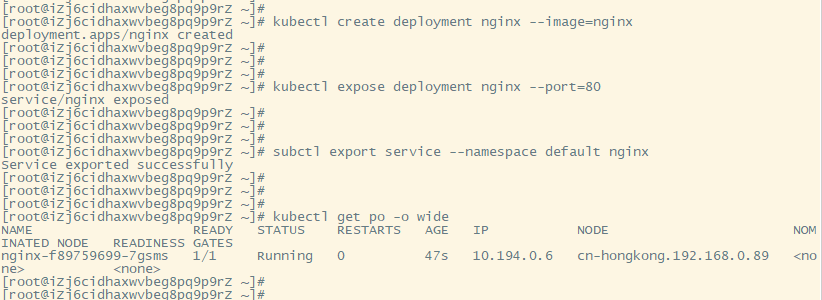 [root@iZj6cidhaxwvbeg8pq9p9rZ ~]#
[root@iZj6cidhaxwvbeg8pq9p9rZ ~]# kubectl create deployment nginx --image=nginx
deployment.apps/nginx created
[root@iZj6cidhaxwvbeg8pq9p9rZ ~]#
[root@iZj6cidhaxwvbeg8pq9p9rZ ~]#
[root@iZj6cidhaxwvbeg8pq9p9rZ ~]#
[root@iZj6cidhaxwvbeg8pq9p9rZ ~]# kubectl expose deployment nginx --port=80
service/nginx exposed
[root@iZj6cidhaxwvbeg8pq9p9rZ ~]#
[root@iZj6cidhaxwvbeg8pq9p9rZ ~]#
[root@iZj6cidhaxwvbeg8pq9p9rZ ~]#
[root@iZj6cidhaxwvbeg8pq9p9rZ ~]# subctl export service --namespace default nginx
Service exported successfully
[root@iZj6cidhaxwvbeg8pq9p9rZ ~]#
[root@iZj6cidhaxwvbeg8pq9p9rZ ~]#
[root@iZj6cidhaxwvbeg8pq9p9rZ ~]#
[root@iZj6cidhaxwvbeg8pq9p9rZ ~]# kubectl get po -o wide
NAME READY STATUS RESTARTS AGE IP NODE NOM
INATED NODE READINESS GATES
nginx-f89759699-7gsms 1/1 Running 0 47s 10.194.0.6 cn-hongkong.192.168.0.89 <no
ne> <none>
[root@iZj6cidhaxwvbeg8pq9p9rZ ~]#
[root@iZj6cidhaxwvbeg8pq9p9rZ ~]#